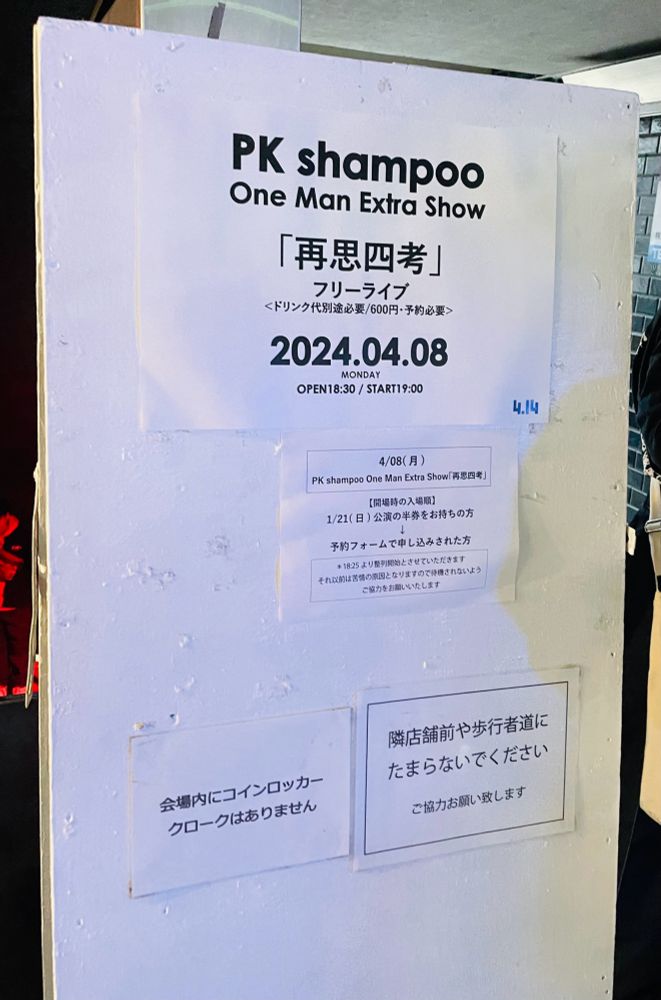 PK shampoo
One Man Extra Show
「再思四考」
フリーライブ
<ドリンク代別途必要/600円・予約必要>
2024.04.08
MONDAY
OPEN18:30 / START19:00
4.14
4/08(月)
PK shampoo One Man Extra Show「再思四考」
【開場時の入場順】
1/21(日)公演の半券をお持ちの方
↓
予約フォームで申し込みされた方
＊18:25より整列開始とさせていただきます
それ以前は苦情の原因となりますので待機されないよう
ご協力をお願いいたします
会場内にコインロッカー
クロークはありません
隣店舗前や歩行者道に
たまらないでください
ご協力お願い致します